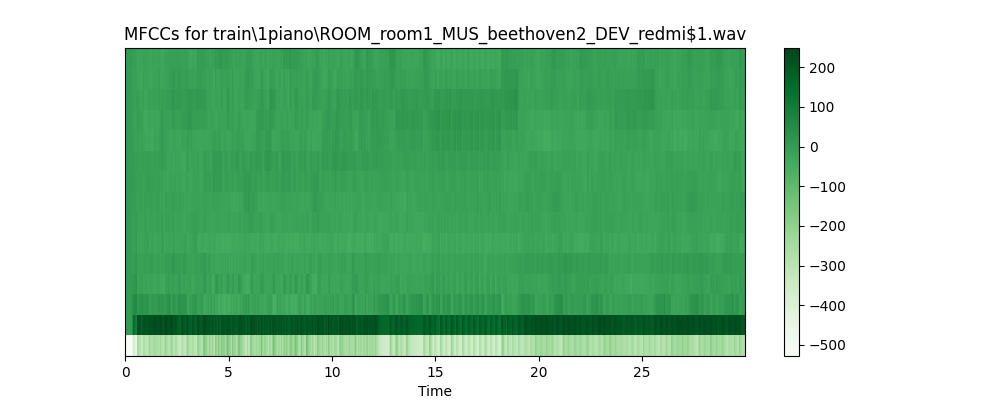 MFCCs for train\1piano\ROOM_room1_MUS_beethoven2_DEV_redmi$1.wav
200
100
0
−100
−200
−300
−400
−500
0 5 10 15 20 25
Time